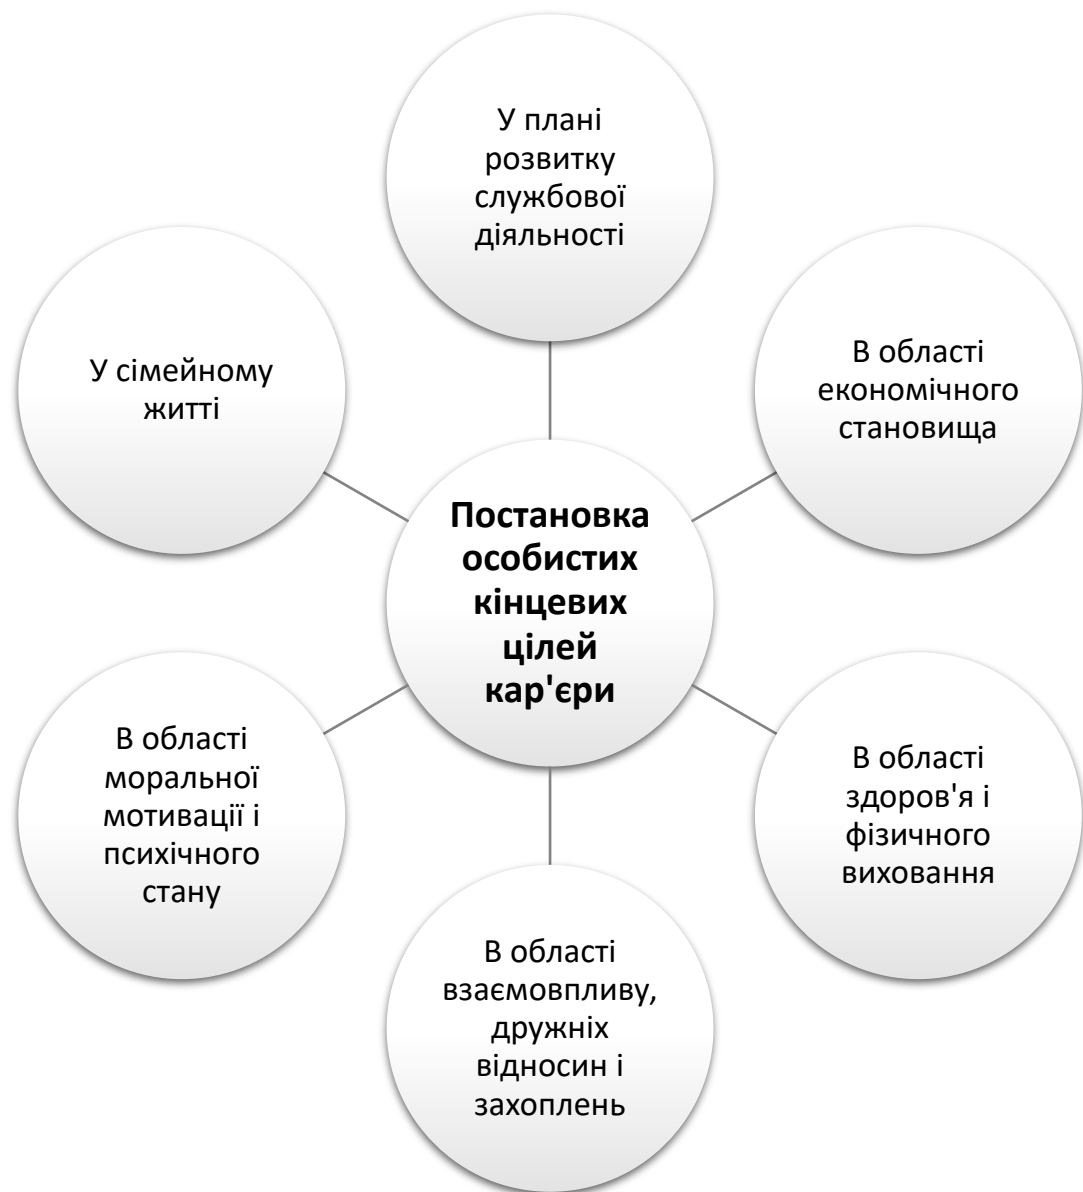 У плані
розвитку
службової
діяльності
В області
економічного
становища
В області
здоров'я і
фізичного
виховання
В області
взаємовпливу,
дружніх
відносин і
захоплень
В області
моральної
мотивації і
психічного
стану
У сімейному
житті
Постановка
особистих
кінцевих
цілей
кар'єри